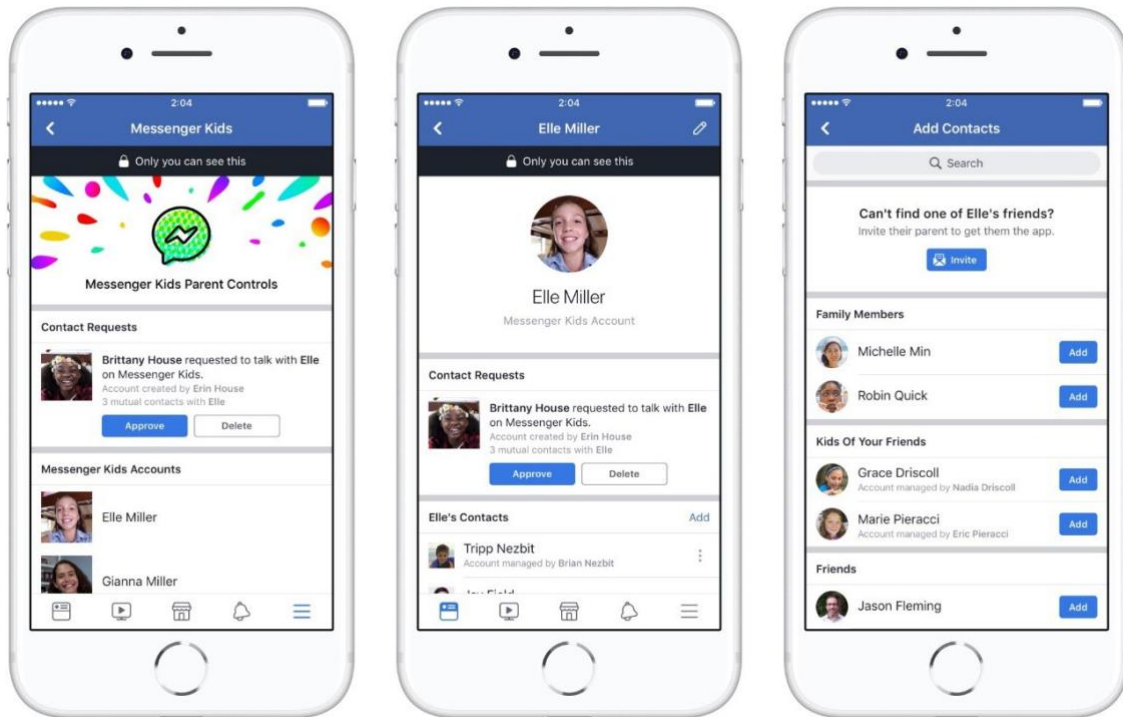 2:04
Messenger Kids
Only you can see this
Messenger Kids Parent Controls
Contact Requests
Brittany House requested to talk with Elle
on Messenger Kids.
Account created by Erin House
3 mutual contacts with Elle
Approve
Delete
Messenger Kids Accounts
Elle Miller
Gianna Miller
2:04
Elle Miller
Only you can see this
Elle Miller
Messenger Kids Account
Contact Requests
Brittany House requested to talk with Elle
on Messenger Kids.
Account created by Erin House
3 mutual contacts with Elle
Approve
Delete
Elle's Contacts
Add
Tripp Nezbit
Account managed by Brian Nezbit
2:04
Add Contacts
Search
Can't find one of Elle's friends?
Invite their parent to get them the app.
Invite
Family Members
Michelle Min
Add
Robin Quick
Add
Kids Of Your Friends
Grace Driscoll
Account managed by Nadia Driscoll
Add
Marie Pieracci
Account managed by Eric Pieracci
Add
Friends
Jason Fleming
Add